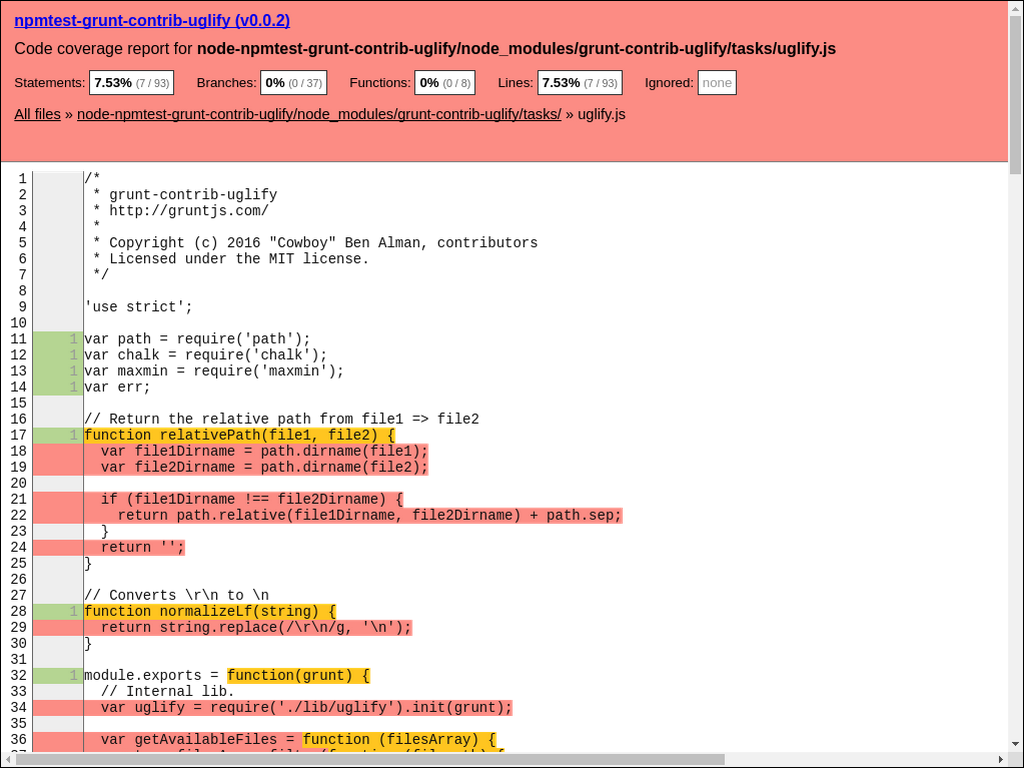 npmtest-grunt-contrib-uglify (v0.0.2)
Code coverage report for node-npmtest-grunt-contrib-uglify/node_modules/grunt-contrib-uglify/tasks/uglify.js
Statements: 7.53% (7 / 93) Branches: 0% (0 / 37) Functions: 0% (0 / 8) Lines: 7.53% (7 / 93) Ignored: none
All files » node-npmtest-grunt-contrib-uglify/node_modules/grunt-contrib-uglify/tasks/ » uglify.js
1 /*
2  * grunt-contrib-uglify
3  * http://gruntjs.com/
4  *
5  * Copyright (c) 2016 "Cowboy" Ben Alman, contributors
6  * Licensed under the MIT license.
7  */
8
9 'use strict';
10
11 1 var path = require('path');
12 1 var chalk = require('chalk');
13 1 var maxmin = require('maxmin');
14 1 var err;
15
16 // Return the relative path from file1 => file2
17 1 function relativePath(file1, file2) {
18   var file1Dirname = path.dirname(file1);
19   var file2Dirname = path.dirname(file2);
20
21   if (file1Dirname !== file2Dirname) {
22     return path.relative(file1Dirname, file2Dirname) + path.sep;
23   }
24   return '';
25 }
26
27 // Converts \r\n to \n
28 1 function normalizeLf(string) {
29   return string.replace(/\r\n/g, '\n');
30 }
31
32 1 module.exports = function(grunt) {
33   // Internal lib.
34   var uglify = require('./lib/uglify').init(grunt);
35
36   var getAvailableFiles = function (filesArray) {